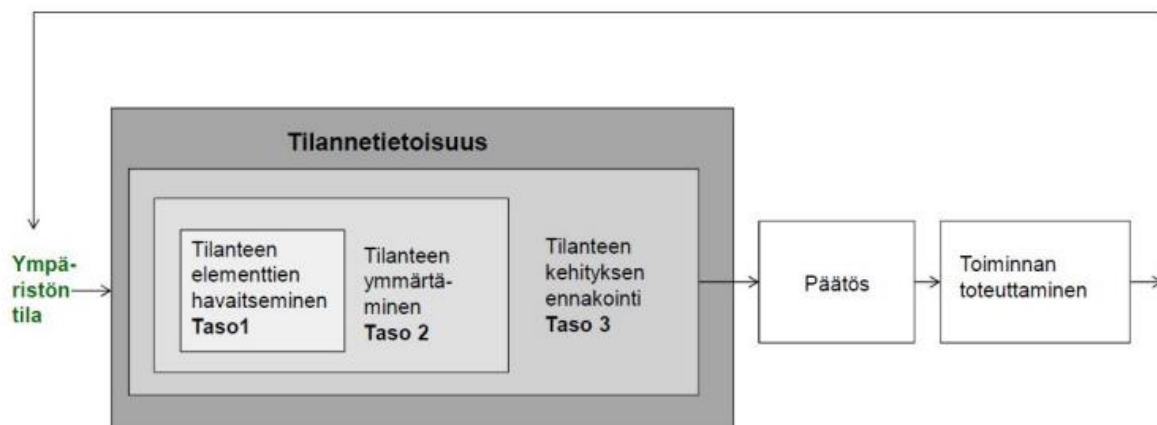 Tilannetietoisuus
Ympä-
ristön
tila
Tilanteen
elementtien
havaitseminen
Taso1
Tilanteen
ymmärtä-
minen
Taso 2
Tilanteen
kehityksen
ennakointi
Taso 3
Päätös
Toiminnan
toteuttaminen